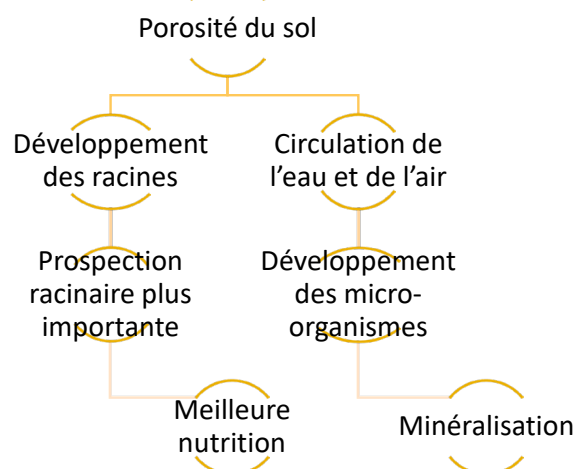 Porosité du sol
Développement
des racines
Circulation de
l'eau et de l'air
Prospection
racinaire plus
importante
Développement
des micro-
organismes
Meilleure
nutrition
Minéralisation